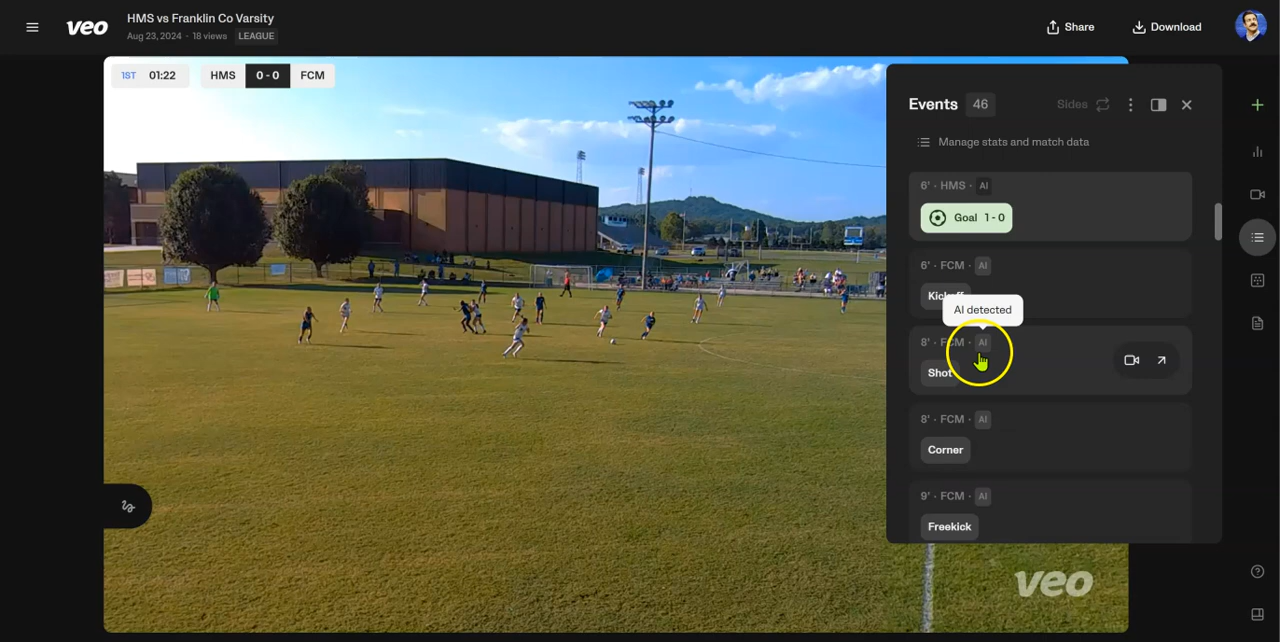 veo
HMS vs Franklin Co Varsity
Aug 23, 2024 · 18 views LEAGUE
Share
Download
1ST 01:22 HMS 0 - 0 FCM
Events 46
Sides
Manage stats and match data
6' · HMS · AI
Goal 1 - 0
6' · FCM · AI
Kickoff
AI detected
8' · FCM · AI
Shot
8' · FCM · AI
Corner
9' · FCM · AI
Freekick
veo